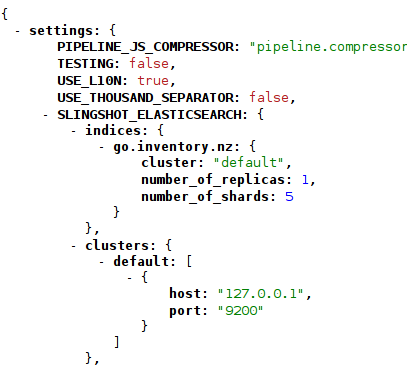 {
- settings: {
PIPELINE_JS_COMPRESSOR: "pipeline.compressor
TESTING: false,
USE_L10N: true,
USE_THOUSAND_SEPARATOR: false,
- SLINGSHOT_ELASTICSEARCH: {
- indices: {
- go.inventory.nz: {
cluster: "default",
number_of_replicas: 1,
number_of_shards: 5
}
},
- clusters: {
- default: [
- {
host: "127.0.0.1",
port: "9200"
}
]
},